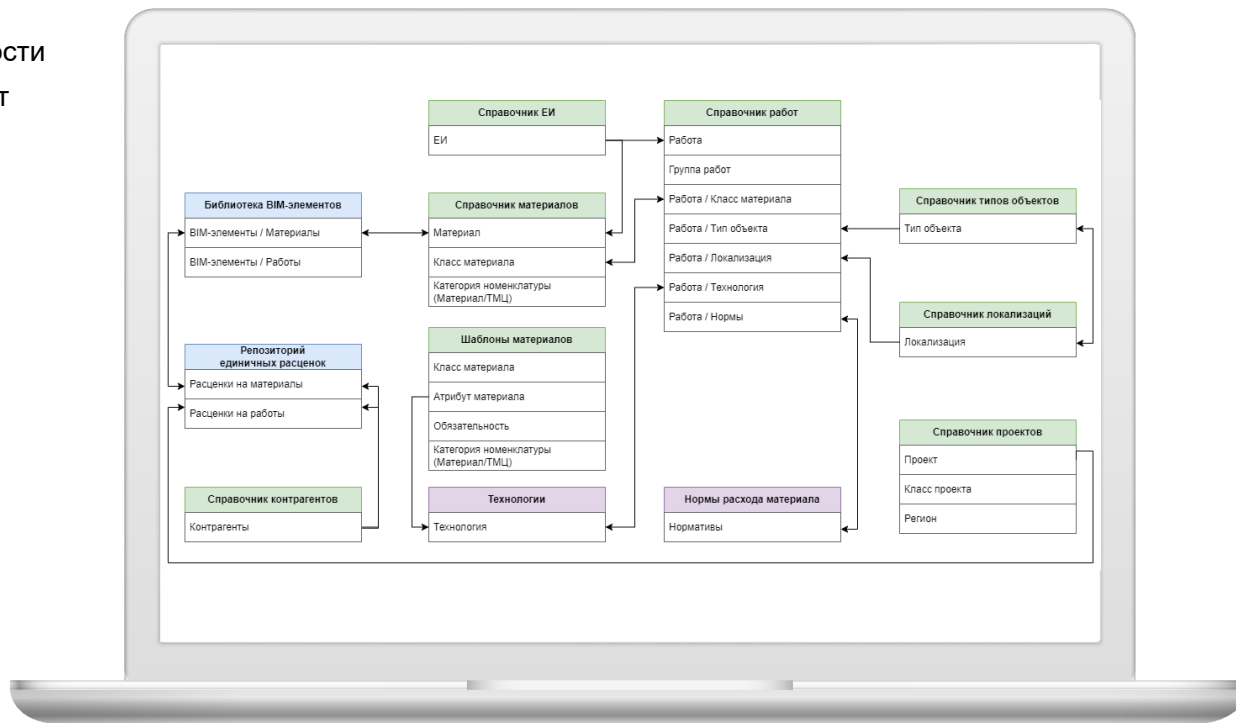 ости
т
Справочник ЕИ
ЕИ
Справочник работ
Работа
Группа работ
Работа / Класс материала
Работа / Тип объекта
Работа / Локализация
Работа / Технология
Работа / Нормы
Библиотека BIM-элементов
BIM-элементы / Материалы
BIM-элементы / Работы
Справочник материалов
Материал
Класс материала
Категория номенклатуры
(Материал/ТМЦ)
Справочник типов объектов
Тип объекта
Справочник локализаций
Локализация
Репозиторий
единичных расценок
Расценки на материалы
Расценки на работы
Шаблоны материалов
Класс материала
Атрибут материала
Обязательность
Категория номенклатуры
(Материал/ТМЦ)
Справочник проектов
Проект
Класс проекта
Регион
Справочник контрагентов
Контрагенты
Технологии
Технология
Нормы расхода материала
Нормативы